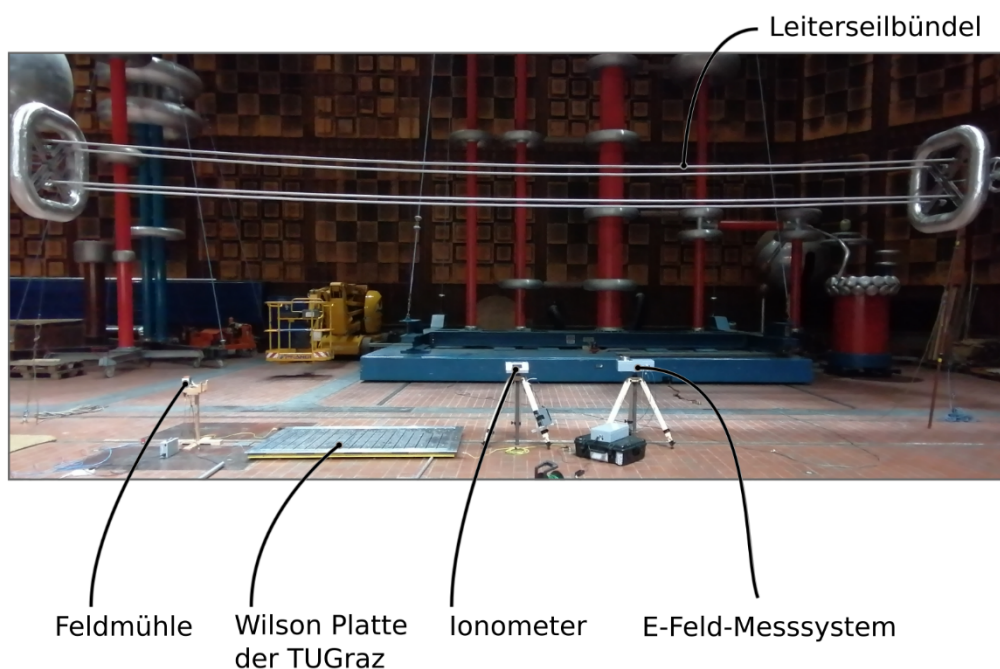 Leiterseilbündel
Feldmühle
Wilson Platte
der TUGraz
Ionometer
E-Feld-Messsystem